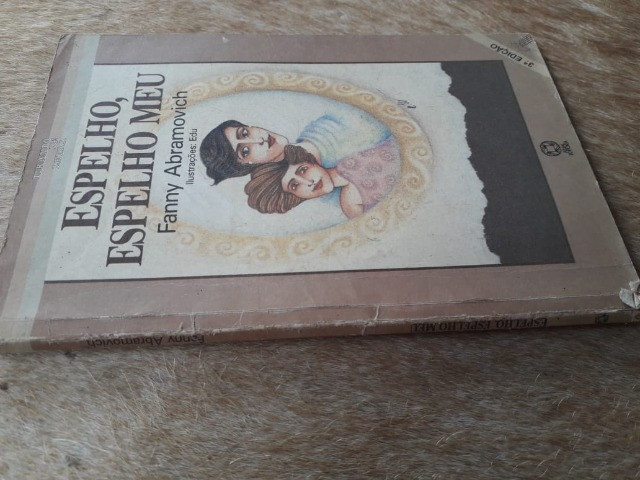 ESPELHO,
ESPELHO MEU
Fanny Abramovich
Ilustrações: Edu
3ª EDIÇÃO
Fanny Abramovich
ESPELHO, ESPELHO MEU